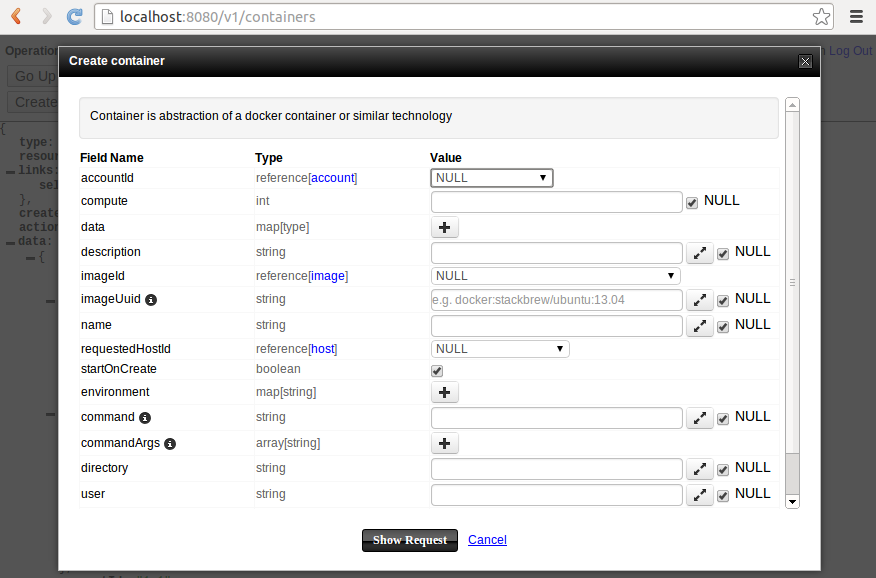 localhost:8080/v1/containers
Operation
Log Out
Go Up
Create
Create container
Container is abstraction of a docker container or similar technology
Field Name Type Value
accountId reference[account] NULL
compute int NULL
data map[type]
description string NULL
imageId reference[image] NULL
imageUuid string e.g. docker:stackbrew/ubuntu:13.04 NULL
name string NULL
requestedHostId reference[host] NULL
startOnCreate boolean
environment map[string]
command string NULL
commandArgs array[string]
directory string NULL
user string NULL
Show Request Cancel
{
type:
resour
links:
sel
},
create
action
data:
{